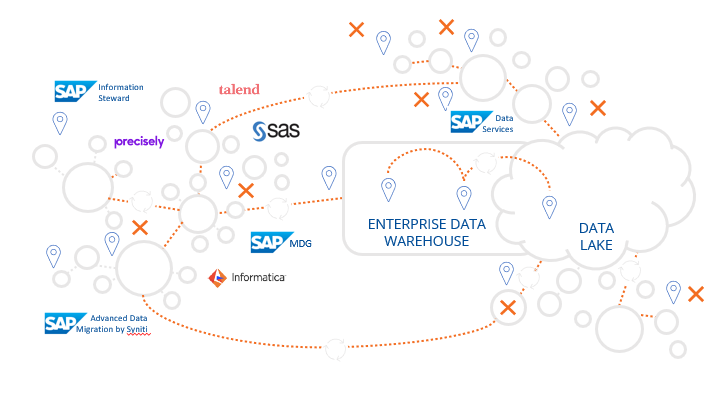 SAP Information
Steward
talend
precisely
sas
SAP Data
Services
ENTERPRISE DATA
WAREHOUSE
DATA
LAKE
SAP MDG
Informatica
SAP Advanced Data
Migration by Syniti